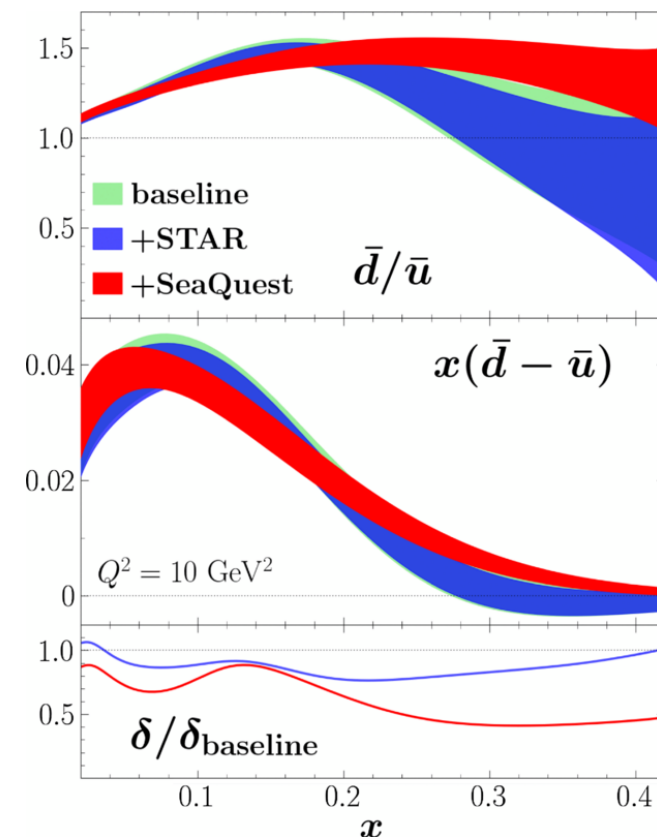 1.5
1.0
0.5
baseline
+STAR
+SeaQuest
d̄/ū
0.04
0.02
0
x(d̄ − ū)
Q² = 10 GeV²
1.0
0.5
δ/δbaseline
0.1 0.2 0.3 0.4
x